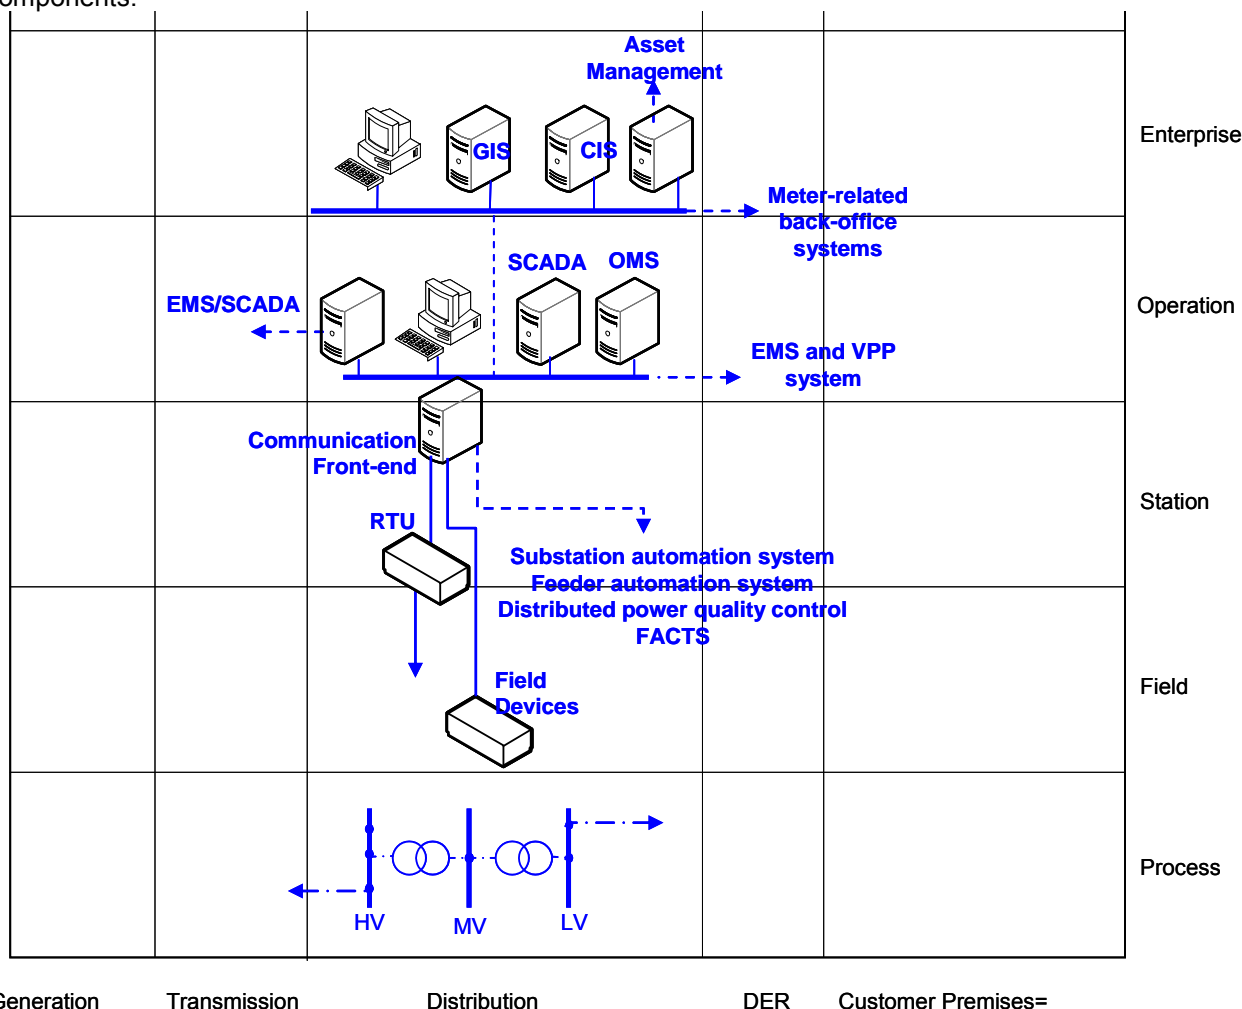 omponents:
Asset
Management
GIS
CIS
Enterprise
Meter-related
back-office
systems
SCADA
OMS
EMS/SCADA
Operation
EMS and VPP
system
Communication
Front-end
Station
RTU
Substation automation system
Feeder automation system
Distributed power quality control
FACTS
Field
Devices
Field
Process
HV
MV
LV
Generation
Transmission
Distribution
DER
Customer Premises=